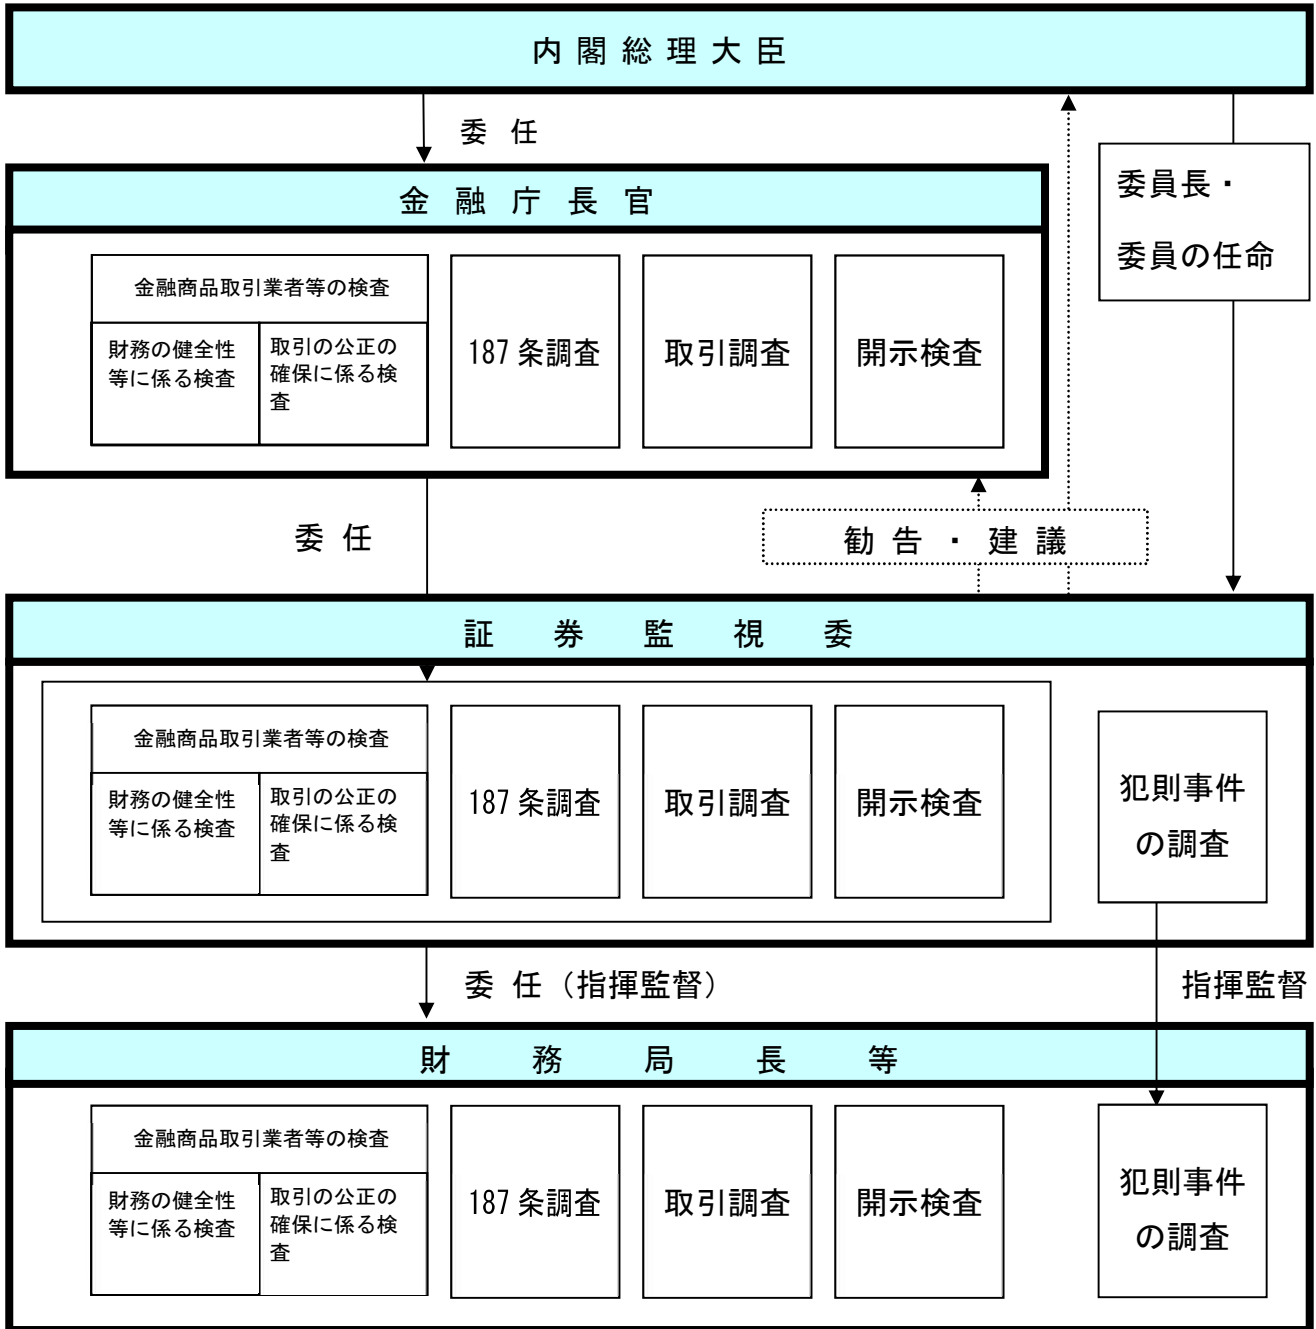 内閣総理大臣
委任
委員長・
委員の任命
金融庁長官
金融商品取引業者等の検査
財務の健全性
等に係る検査
取引の公正の
確保に係る検
査
187条調査
取引調査
開示検査
委任
勧告・建議
証券監視委
金融商品取引業者等の検査
財務の健全性
等に係る検査
取引の公正の
確保に係る検
査
187条調査
取引調査
開示検査
犯則事件
の調査
委任（指揮監督）
指揮監督
財務局長等
金融商品取引業者等の検査
財務の健全性
等に係る検査
取引の公正の
確保に係る検
査
187条調査
取引調査
開示検査
犯則事件
の調査